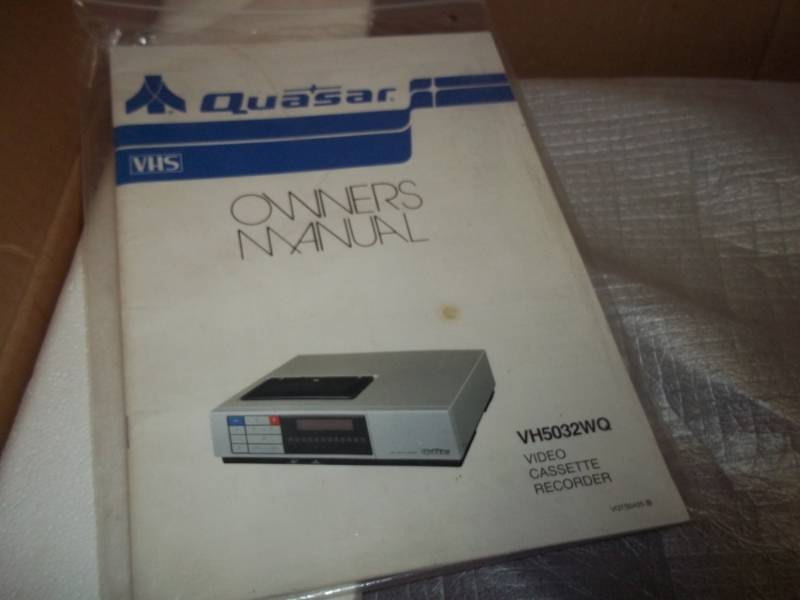 Quasar®
VHS
OWNERS
MANUAL
VH5032WQ
VIDEO
CASSETTE
RECORDER